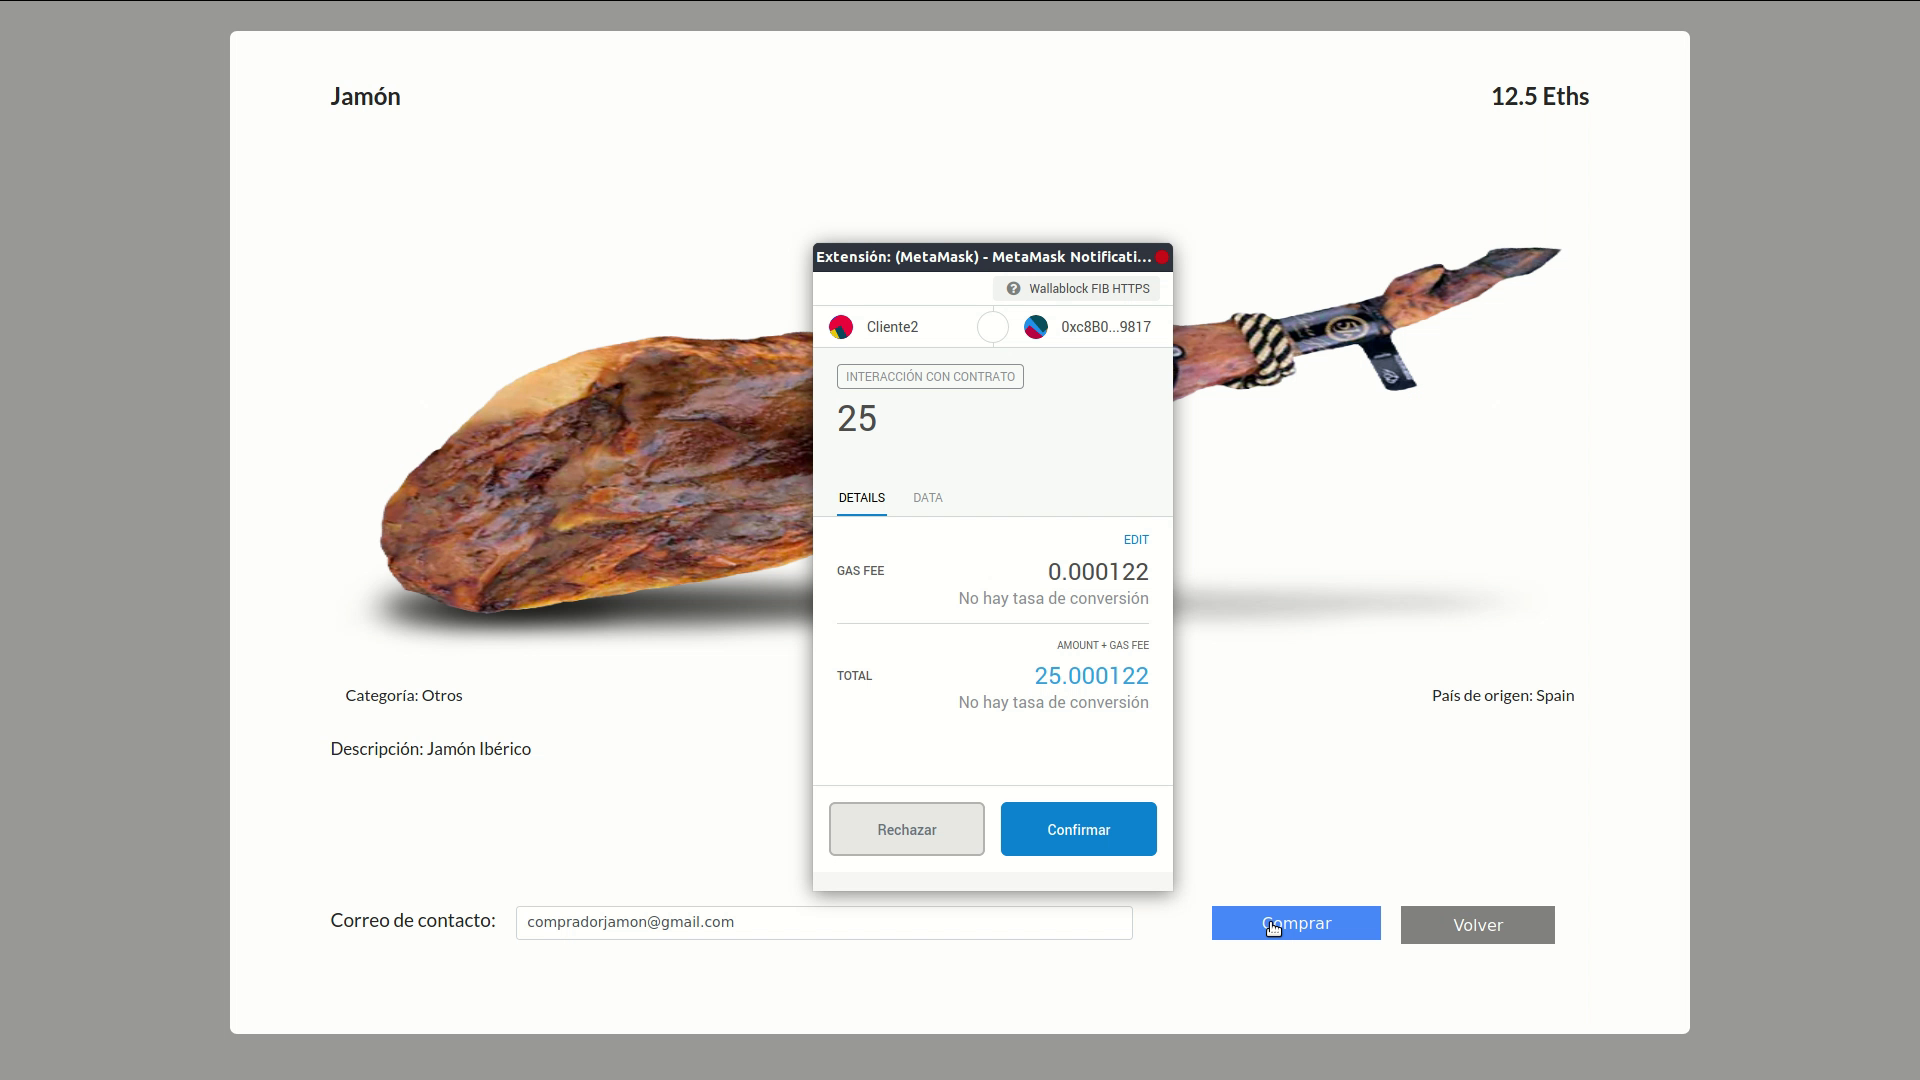 Jamón
12.5 Eths
Extensión: (MetaMask) - MetaMask Notificati...
Wallablock FIB HTTPS
Cliente2
0xc8B0...9817
INTERACCIÓN CON CONTRATO
25
DETAILS
DATA
EDIT
GAS FEE
0.000122
No hay tasa de conversión
AMOUNT + GAS FEE
TOTAL
25.000122
No hay tasa de conversión
Rechazar
Confirmar
Categoría: Otros
País de origen: Spain
Descripción: Jamón Ibérico
Correo de contacto:
compradorjamon@gmail.com
Comprar
Volver